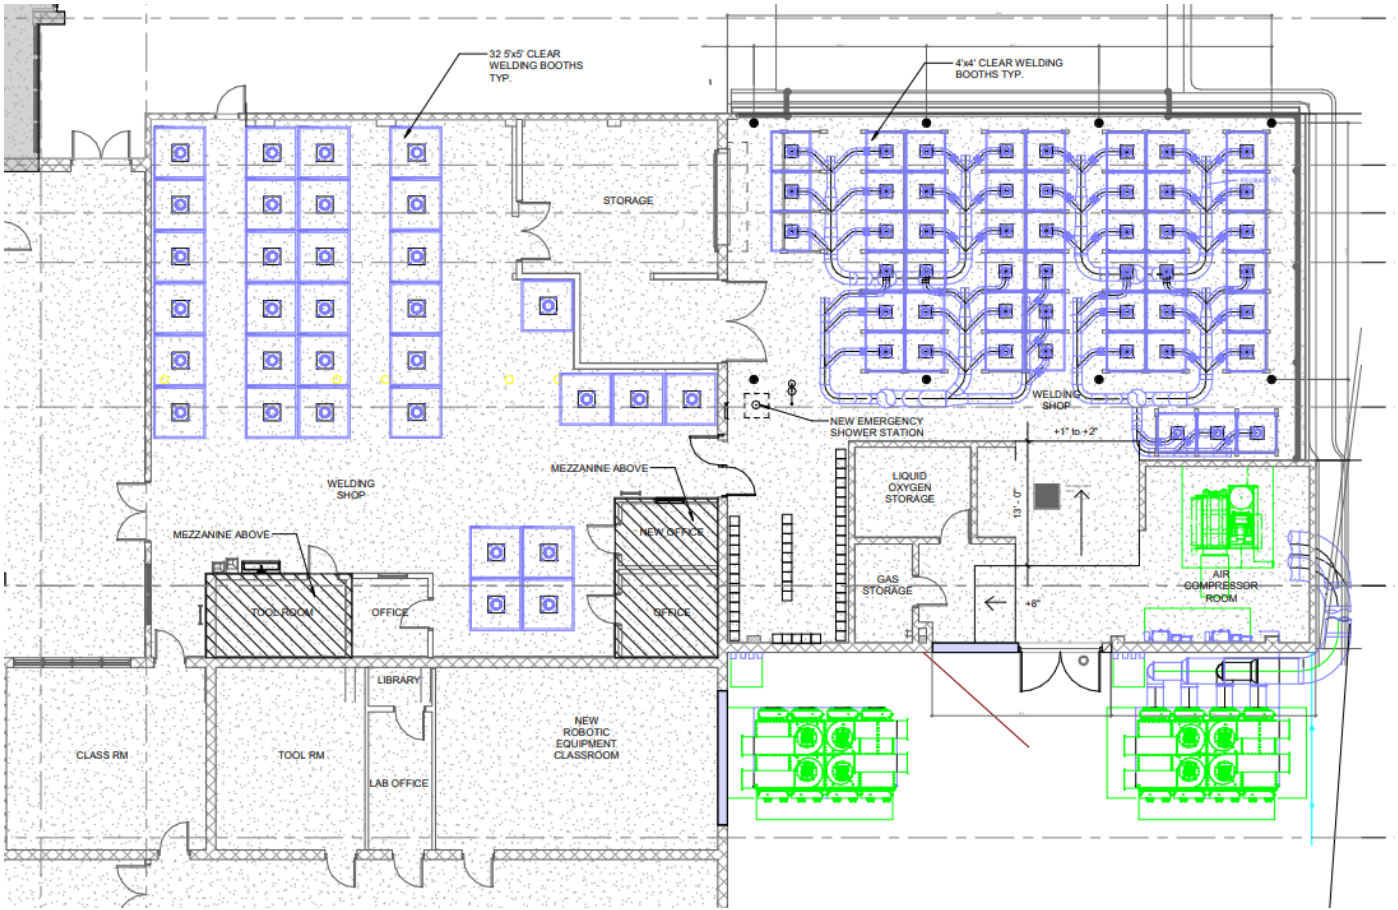 32 5'x5' CLEAR
WELDING BOOTHS
TYP.
4'x4' CLEAR WELDING
BOOTHS TYP.
STORAGE
WELDING
SHOP
NEW EMERGENCY
SHOWER STATION
+1" to +2"
MEZZANINE ABOVE
LIQUID
OXYGEN
STORAGE
WELDING
SHOP
13' - 0"
NEW OFFICE
MEZZANINE ABOVE
GAS
STORAGE
AIR
COMPRESSOR
ROOM
TOOL ROOM
OFFICE
OFFICE
+8"
LIBRARY
NEW
ROBOTIC
EQUIPMENT
CLASSROOM
CLASS RM
TOOL RM
LAB OFFICE